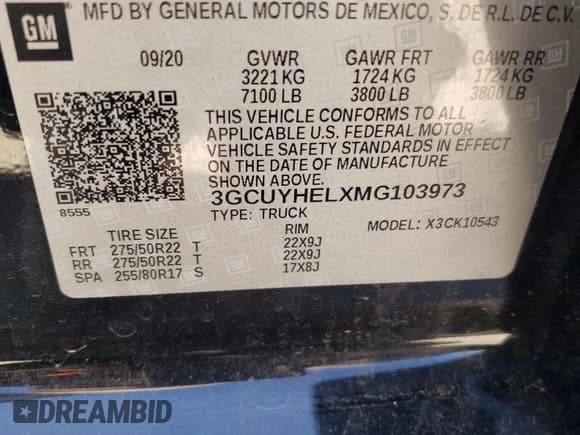 GM
MFD BY GENERAL MOTORS DE MEXICO, S. DE R.L. DE C.V.
09/20 GVWR GAWR FRT GAWR RR
3221 KG 1724 KG 1724 KG
7100 LB 3800 LB 3800 LB
THIS VEHICLE CONFORMS TO ALL
APPLICABLE U.S. FEDERAL MOTOR
VEHICLE SAFETY STANDARDS IN EFFECT
ON THE DATE OF MANUFACTURE
SHOWN ABOVE.
3GCUYHELXMG103973
8555
TYPE: TRUCK MODEL: X3CK10543
TIRE SIZE RIM
FRT 275/50R22 T 22X9J
RR 275/50R22 T 22X9J
SPA 255/80R17 S 17X8J
DREAMBID